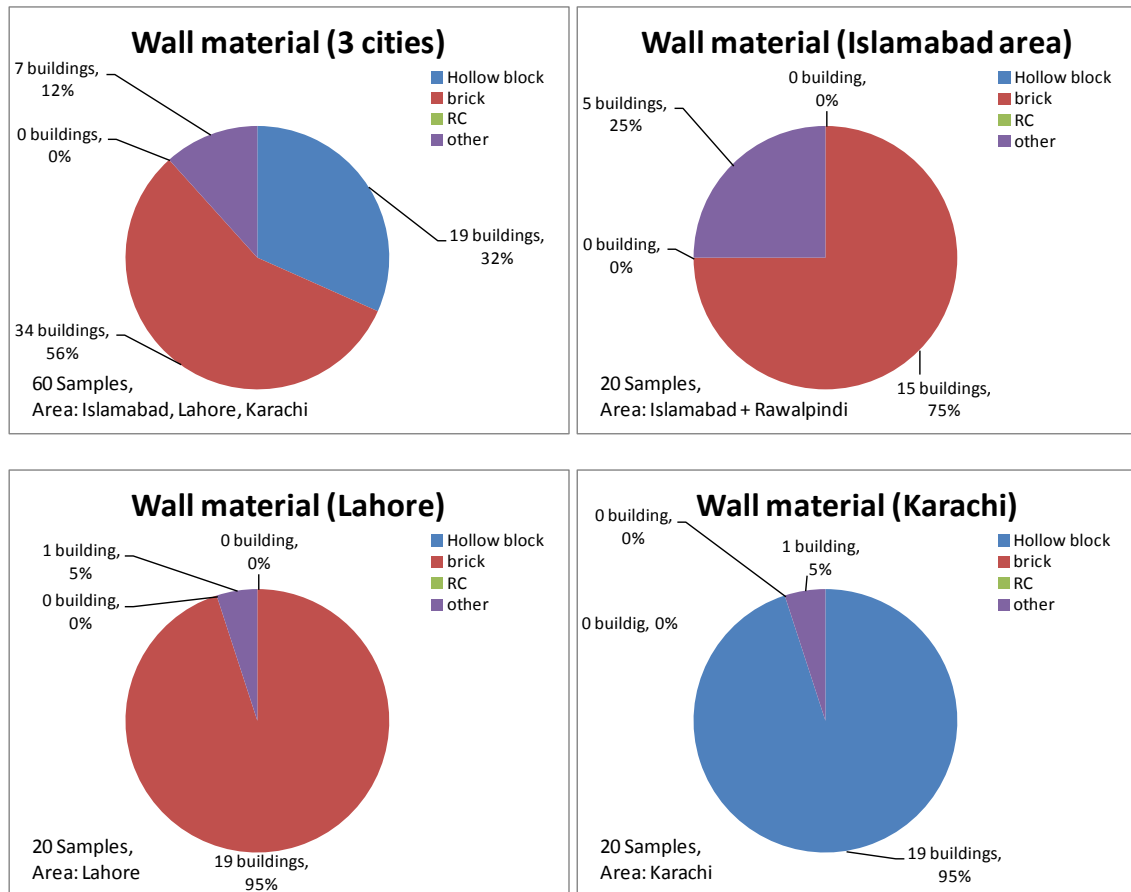 Wall material (3 cities)
7 buildings,
12%
Hollow block
brick
RC
other
0 buildings,
0%
19 buildings,
32%
34 buildings,
56%
60 Samples,
Area: Islamabad, Lahore, Karachi
Wall material (Islamabad area)
0 building,
0%
Hollow block
brick
RC
other
5 buildings,
25%
0 building,
0%
15 buildings,
75%
20 Samples,
Area: Islamabad + Rawalpindi
Wall material (Lahore)
0 building,
0%
Hollow block
brick
RC
other
1 building,
5%
0 building,
0%
20 Samples,
Area: Lahore
19 buildings,
95%
Wall material (Karachi)
0 building,
0%
Hollow block
brick
RC
other
1 building,
5%
0 buildig, 0%
20 Samples,
Area: Karachi
19 buildings,
95%